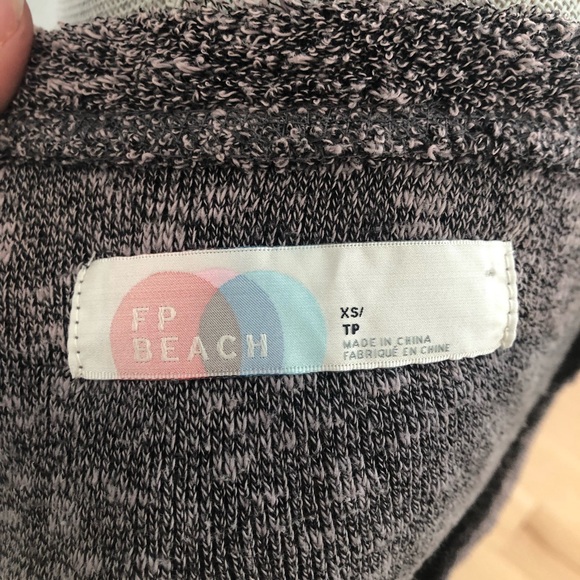 FP
BEACH
XS/
TP
MADE IN CHINA
FABRIQUÉ EN CHINE